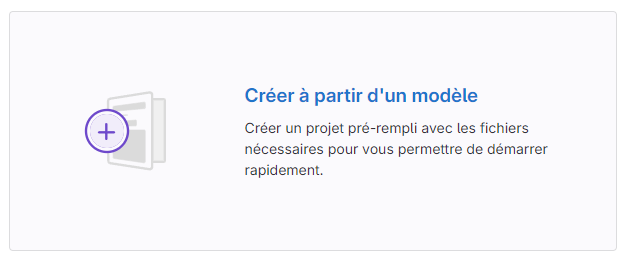 Créer à partir d'un modèle
Créer un projet pré-rempli avec les fichiers
nécessaires pour vous permettre de démarrer
rapidement.